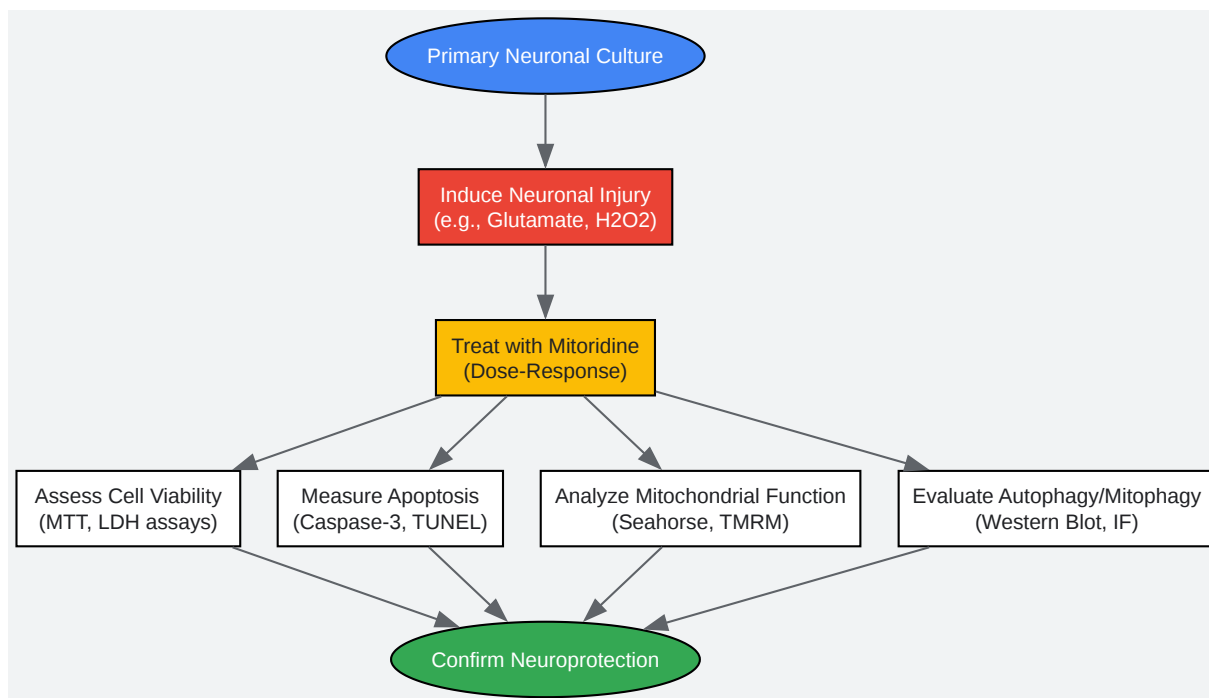 Primary Neuronal Culture
Induce Neuronal Injury
(e.g., Glutamate, H2O2)
Treat with Mitoridine
(Dose-Response)
Assess Cell Viability
(MTT, LDH assays)
Measure Apoptosis
(Caspase-3, TUNEL)
Analyze Mitochondrial Function
(Seahorse, TMRM)
Evaluate Autophagy/Mitophagy
(Western Blot, IF)
Confirm Neuroprotection